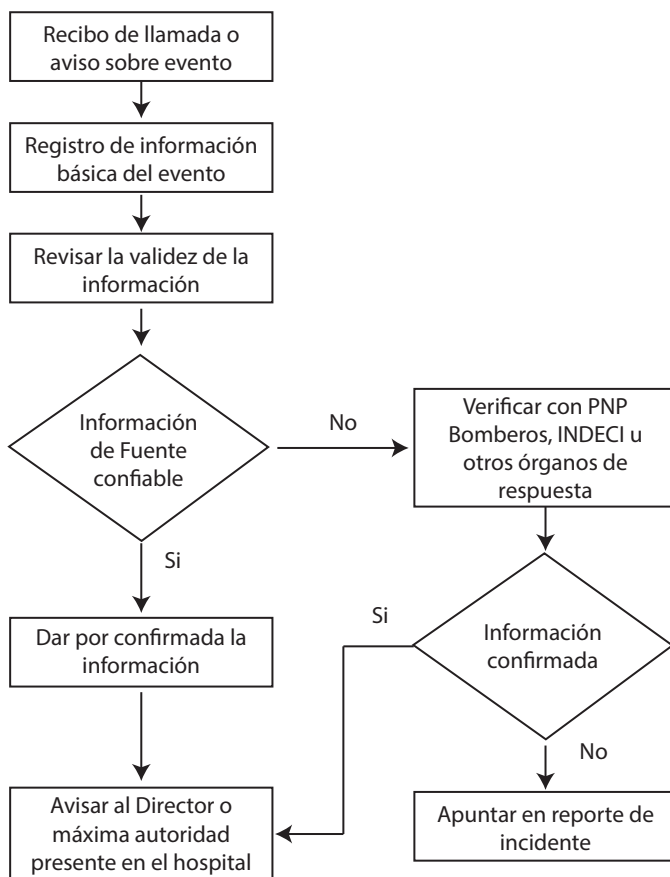 Recibo de llamada o
aviso sobre evento
Registro de información
básica del evento
Revisar la validez de la
información
Información
de Fuente
confiable
No
Verificar con PNP
Bomberos, INDECI u
otros órganos de
respuesta
Si
Dar por confirmada la
información
Si
Información
confirmada
No
Avisar al Director o
máxima autoridad
presente en el hospital
Apuntar en reporte de
incidente